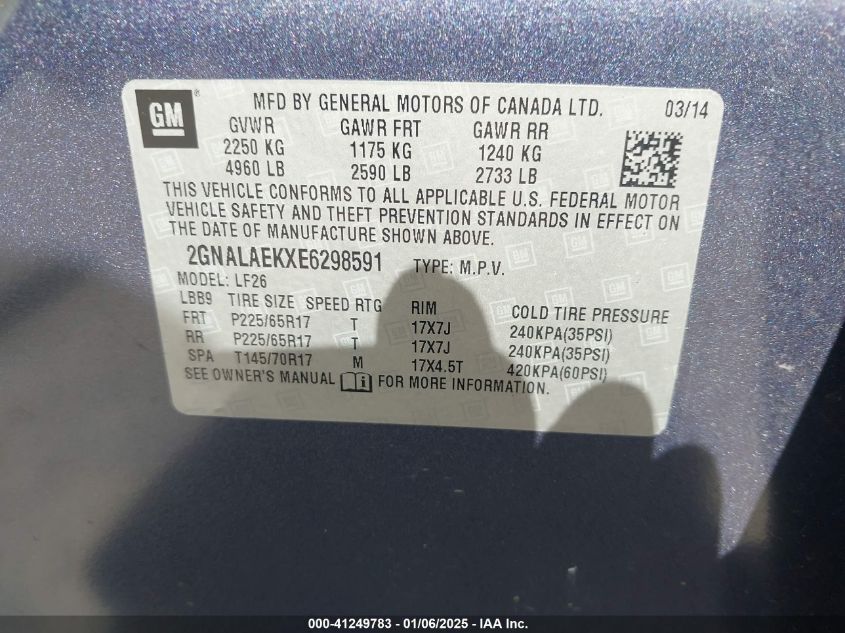 GM ® MFD BY GENERAL MOTORS OF CANADA LTD. 03/14
GVWR GAWR FRT GAWR RR
2250 KG 1175 KG 1240 KG
4960 LB 2590 LB 2733 LB
THIS VEHICLE CONFORMS TO ALL APPLICABLE U.S. FEDERAL MOTOR
VEHICLE SAFETY AND THEFT PREVENTION STANDARDS IN EFFECT ON
THE DATE OF MANUFACTURE SHOWN ABOVE.
2GNALAEKXE6298591 TYPE: M.P.V.
MODEL: LF26
LBB9 TIRE SIZE SPEED RTG RIM COLD TIRE PRESSURE
FRT P225/65R17 T 17X7J 240KPA(35PSI)
RR P225/65R17 T 17X7J 240KPA(35PSI)
SPA T145/70R17 M 17X4.5T 420KPA(60PSI)
SEE OWNER'S MANUAL i FOR MORE INFORMATION.
000-41249783 - 01/06/2025 - IAA Inc.